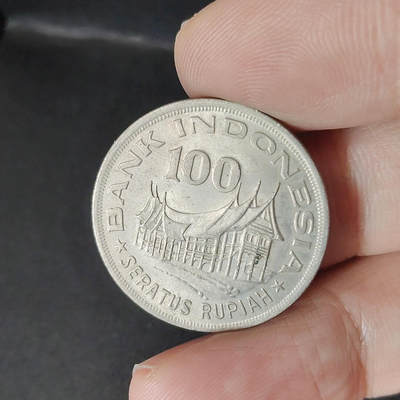 BANK INDONESIA
100
★ SERATUS RUPIAH ★